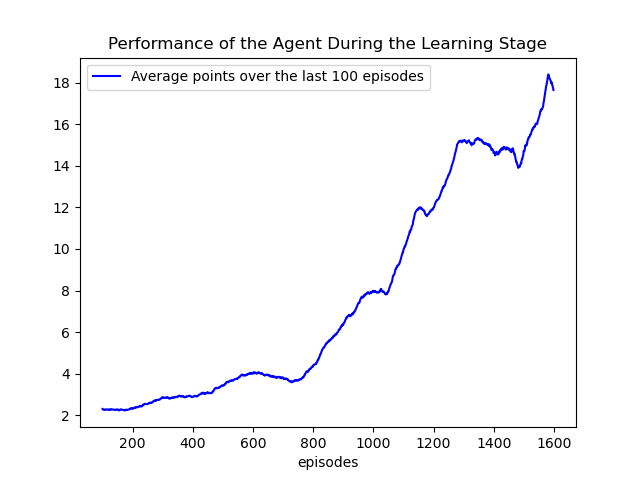 Performance of the Agent During the Learning Stage
Average points over the last 100 episodes
18
16
14
12
10
8
6
4
2
200 400 600 800 1000 1200 1400 1600
episodes